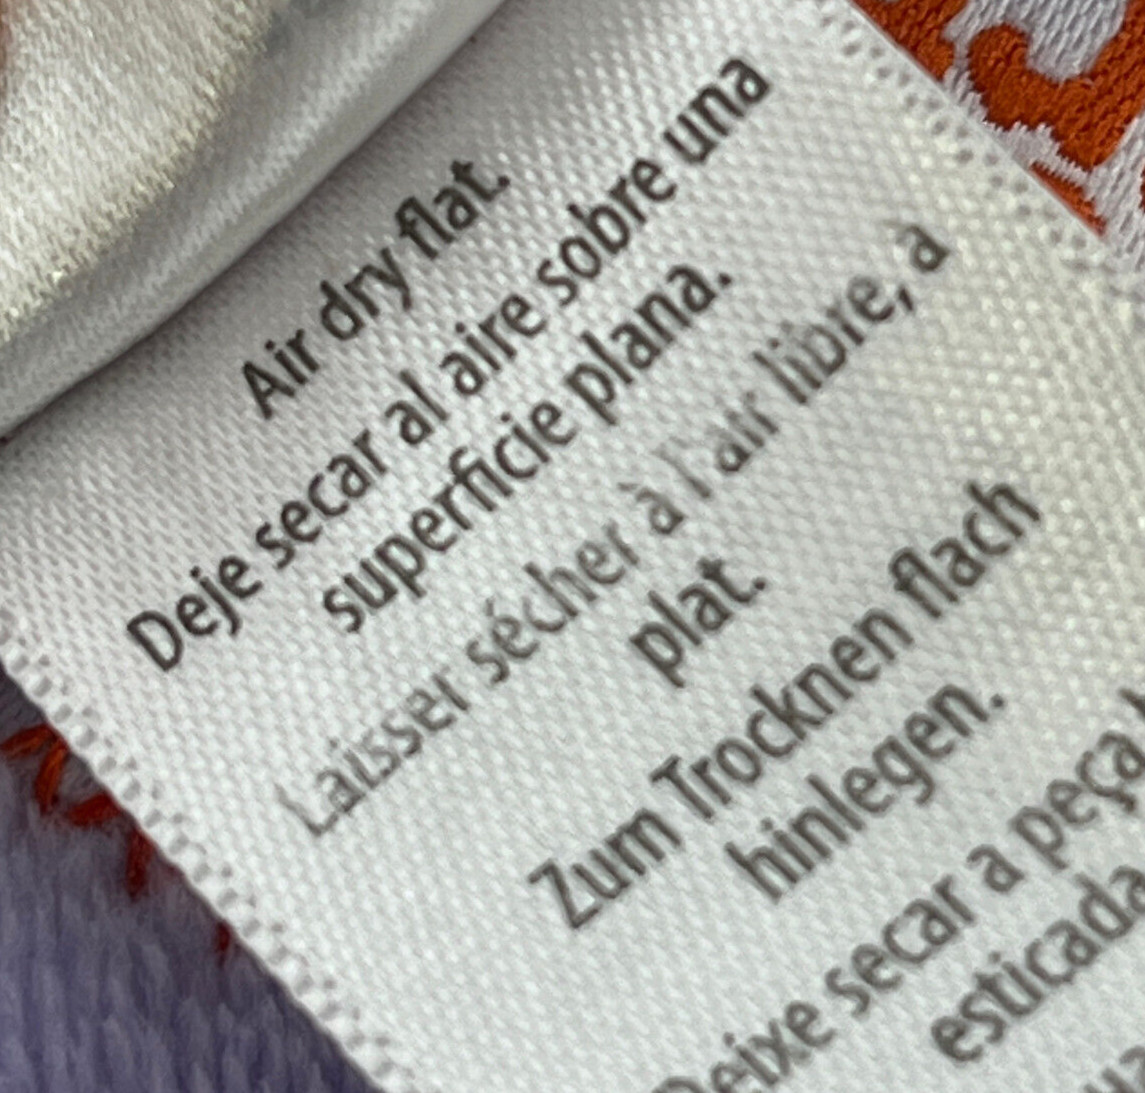 Air dry flat.
Deje secar al aire sobre una
superficie plana.
Laisser sécher à l'air libre, à
plat.
Zum Trocknen flach
hinlegen.
Deixe secar a peça
esticada